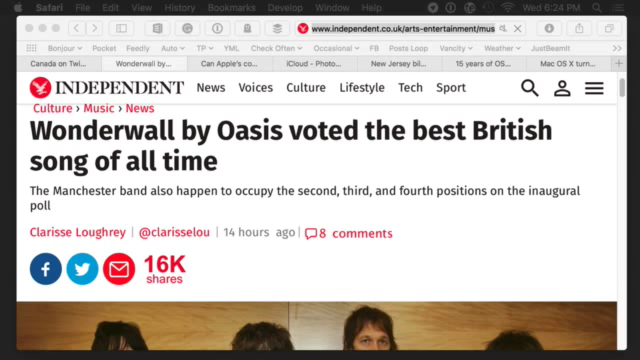 Safari File Edit View History Bookmarks Develop Window Help Wed 6:24 PM
www.independent.co.uk/arts-entertainment/mus
Bonjour Pocket Feedly Auto TP YML Check Often Occasional FB Posts Loop Vancity Weather JustBeamIt
Canada on Twi Wonderwall by... Can Apple's co... iCloud - Photo... New Jersey bil... 15 years of OS... Mac OS X turn...
INDEPENDENT News Voices Culture Lifestyle Tech Sport
Culture › Music › News
Wonderwall by Oasis voted the best British
song of all time
The Manchester band also happen to occupy the second, third, and fourth positions on the inaugural
poll
Clarisse Loughrey | @clarisselou | 14 hours ago | 8 comments
16K
shares